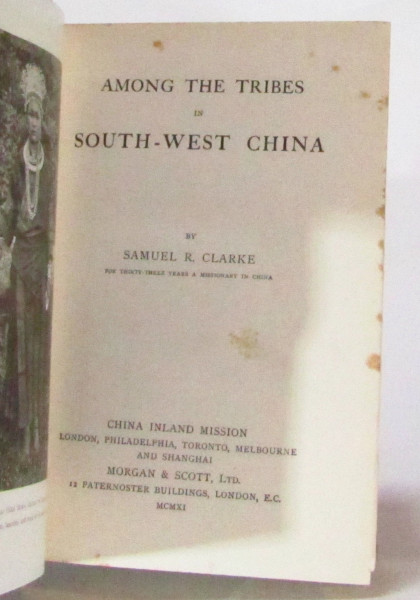 AMONG THE TRIBES
IN
SOUTH-WEST CHINA
BY
SAMUEL R. CLARKE
FOR THIRTY-THREE YEARS A MISSIONARY IN CHINA
CHINA INLAND MISSION
LONDON, PHILADELPHIA, TORONTO, MELBOURNE
AND SHANGHAI
MORGAN & SCOTT, LTD.
12 PATERNOSTER BUILDINGS, LONDON, E.C.
MCMXI